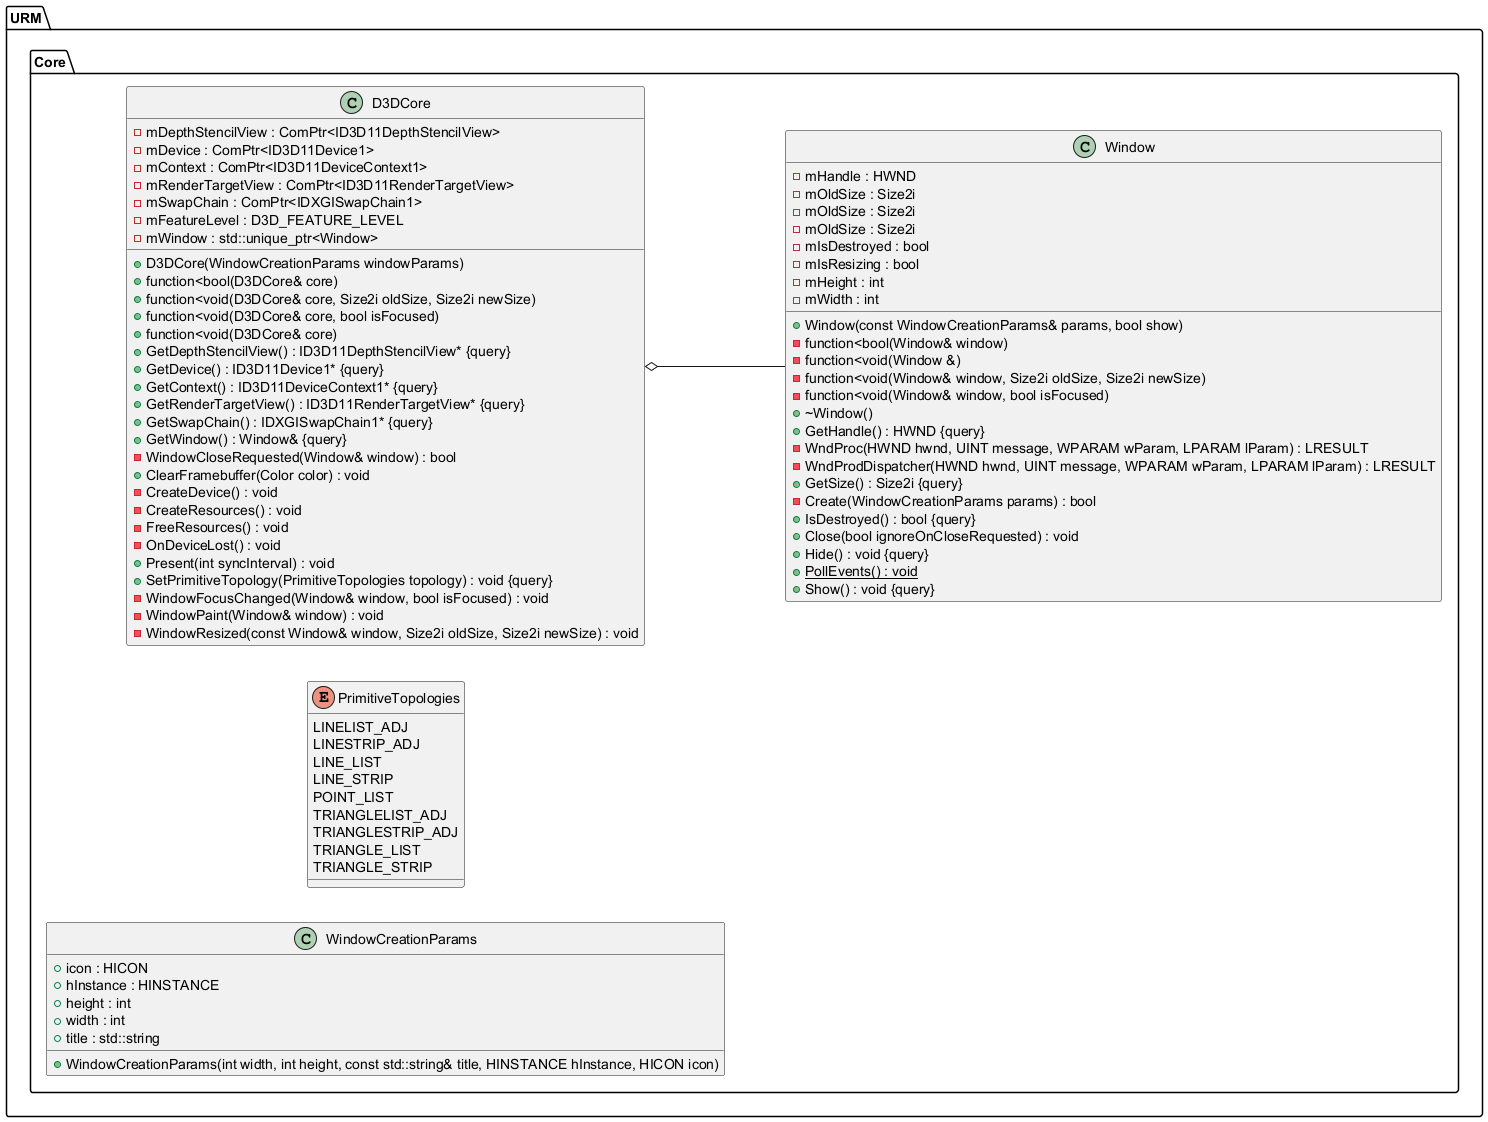 URM
Core
D3DCore
mDepthStencilView : ComPtr<ID3D11DepthStencilView>
mDevice : ComPtr<ID3D11Device1>
mContext : ComPtr<ID3D11DeviceContext1>
mRenderTargetView : ComPtr<ID3D11RenderTargetView>
mSwapChain : ComPtr<IDXGISwapChain1>
mFeatureLevel : D3D_FEATURE_LEVEL
mWindow : std::unique_ptr<Window>
D3DCore(WindowCreationParams windowParams)
function<bool(D3DCore& core)
function<void(D3DCore& core, Size2i oldSize, Size2i newSize)
function<void(D3DCore& core, bool isFocused)
function<void(D3DCore& core)
GetDepthStencilView() : ID3D11DepthStencilView* {query}
GetDevice() : ID3D11Device1* {query}
GetContext() : ID3D11DeviceContext1* {query}
GetRenderTargetView() : ID3D11RenderTargetView* {query}
GetSwapChain() : IDXGISwapChain1* {query}
GetWindow() : Window& {query}
WindowCloseRequested(Window& window) : bool
ClearFramebuffer(Color color) : void
CreateDevice() : void
CreateResources() : void
FreeResources() : void
OnDeviceLost() : void
Present(int syncInterval) : void
SetPrimitiveTopology(PrimitiveTopologies topology) : void {query}
WindowFocusChanged(Window& window, bool isFocused) : void
WindowPaint(Window& window) : void
WindowResized(const Window& window, Size2i oldSize, Size2i newSize) : void
Window
mHandle : HWND
mOldSize : Size2i
mOldSize : Size2i
mOldSize : Size2i
mIsDestroyed : bool
mIsResizing : bool
mHeight : int
mWidth : int
Window(const WindowCreationParams& params, bool show)
function<bool(Window& window)
function<void(Window &)
function<void(Window& window, Size2i oldSize, Size2i newSize)
function<void(Window& window, bool isFocused)
~Window()
GetHandle() : HWND {query}
WndProc(HWND hwnd, UINT message, WPARAM wParam, LPARAM lParam) : LRESULT
WndProdDispatcher(HWND hwnd, UINT message, WPARAM wParam, LPARAM lParam) : LRESULT
GetSize() : Size2i {query}
Create(WindowCreationParams params) : bool
IsDestroyed() : bool {query}
Close(bool ignoreOnCloseRequested) : void
Hide() : void {query}
PollEvents() : void
Show() : void {query}
PrimitiveTopologies
LINELIST_ADJ
LINESTRIP_ADJ
LINE_LIST
LINE_STRIP
POINT_LIST
TRIANGLELIST_ADJ
TRIANGLESTRIP_ADJ
TRIANGLE_LIST
TRIANGLE_STRIP
WindowCreationParams
icon : HICON
hInstance : HINSTANCE
height : int
width : int
title : std::string
WindowCreationParams(int width, int height, const std::string& title, HINSTANCE hInstance, HICON icon)